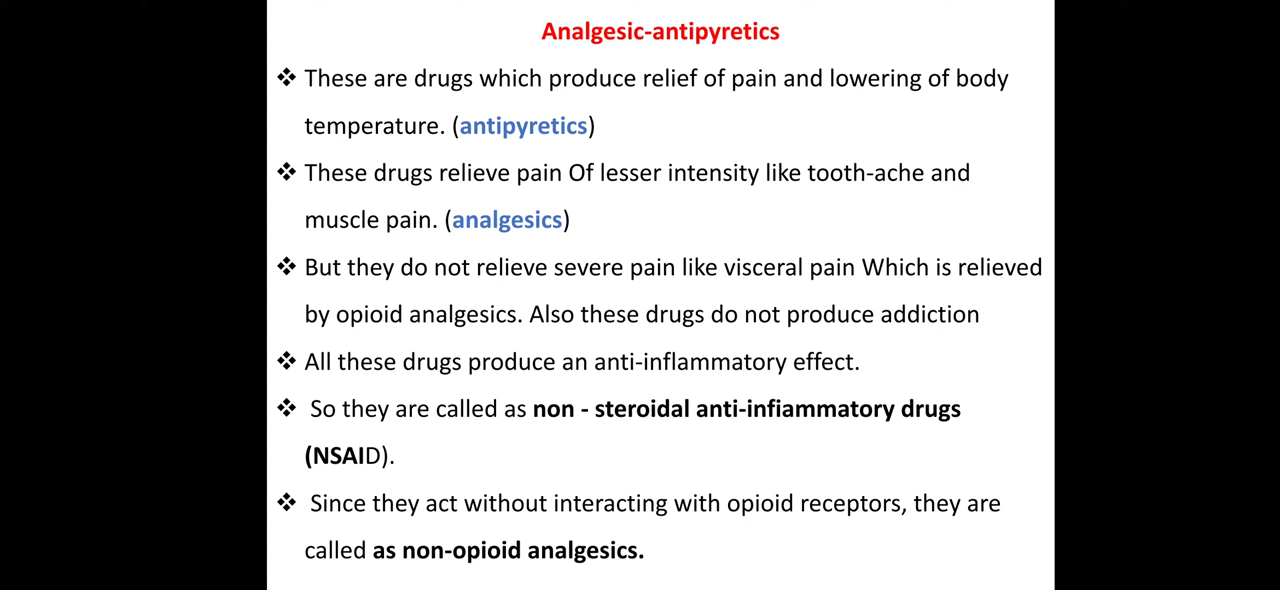 Analgesic-antipyretics
❖ These are drugs which produce relief of pain and lowering of body
temperature. (antipyretics)
❖ These drugs relieve pain Of lesser intensity like tooth-ache and
muscle pain. (analgesics)
❖ But they do not relieve severe pain like visceral pain Which is relieved
by opioid analgesics. Also these drugs do not produce addiction
❖ All these drugs produce an anti-inflammatory effect.
❖ So they are called as non - steroidal anti-infiammatory drugs
(NSAID).
❖ Since they act without interacting with opioid receptors, they are
called as non-opioid analgesics.